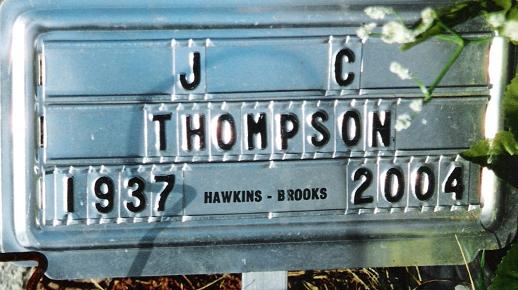 J C
THOMPSON
1937 HAWKINS - BROOKS 2004